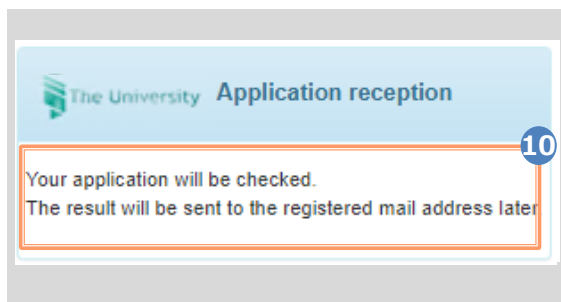 The University Application reception
10
Your application will be checked.
The result will be sent to the registered mail address later